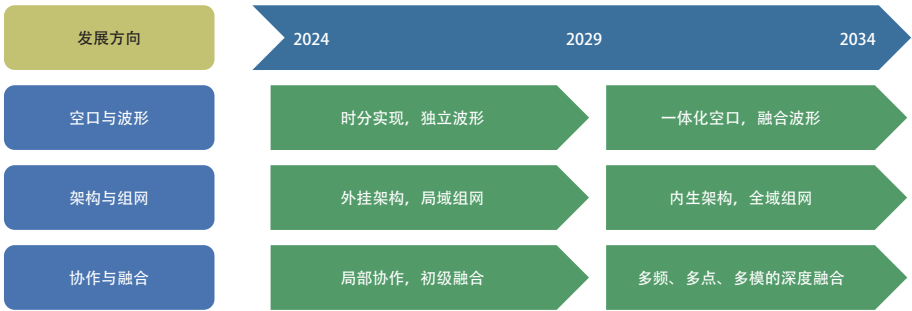 发展方向
2024
2029
2034
空口与波形
时分实现，独立波形
一体化空口，融合波形
架构与组网
外挂架构，局域组网
内生架构，全域组网
协作与融合
局部协作，初级融合
多频、多点、多模的深度融合